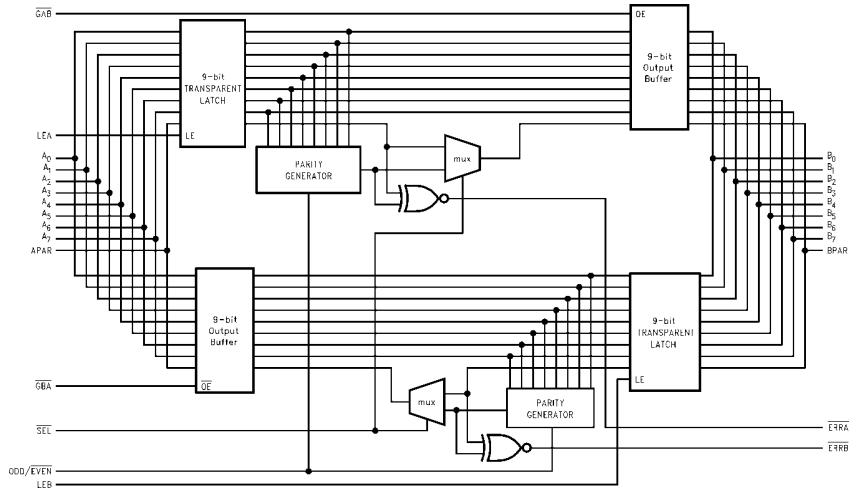 GAB
OE
9-bit
TRANSPARENT
LATCH
9-bit
Output
Buffer
LEA
LE
PARITY
GENERATOR
mux
A0
A1
A2
A3
A4
A5
A6
A7
APAR
B0
B1
B2
B3
B4
B5
B6
B7
BPAR
9-bit
Output
Buffer
9-bit
TRANSPARENT
LATCH
GBA
OE
LE
mux
PARITY
GENERATOR
SEL
ERRA
ERRB
ODD/EVEN
LEB